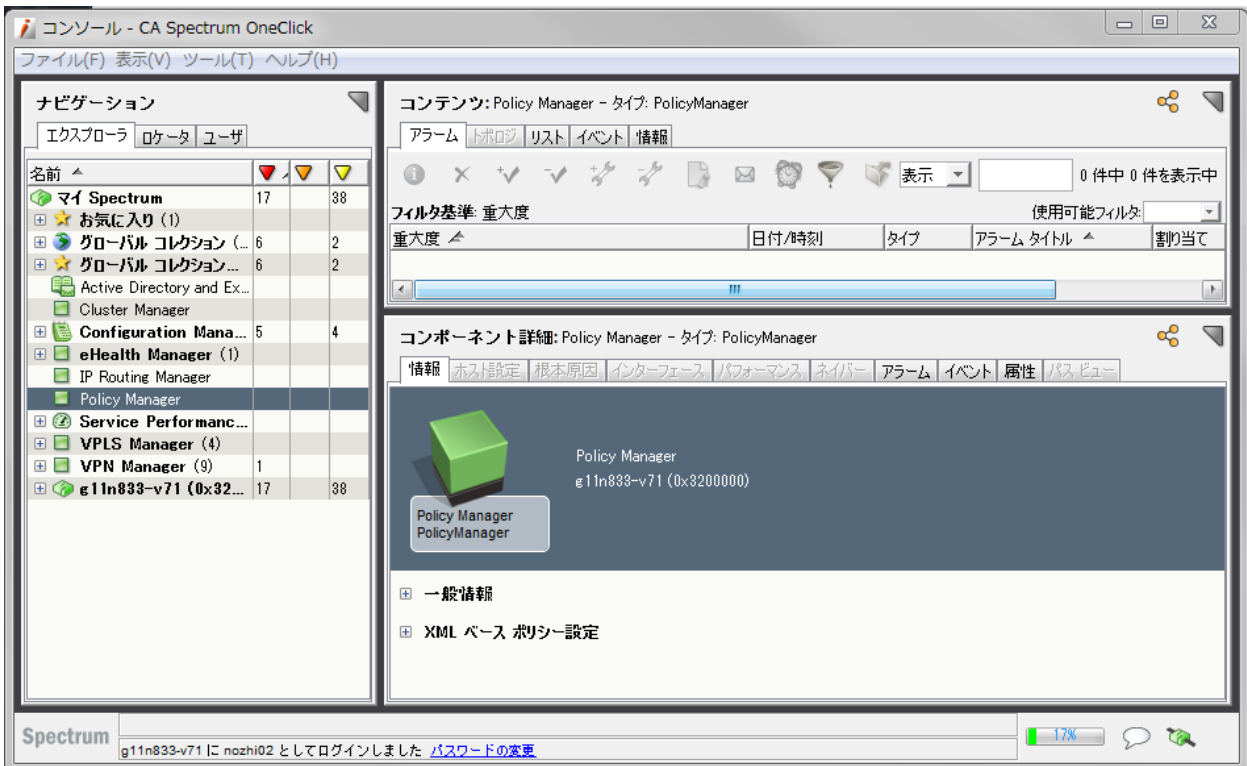 コンソール - CA Spectrum OneClick
ファイル(F) 表示(V) ツール(T) ヘルプ(H)
ナビゲーション
エクスプローラ ロケータ ユーザ
名前
マイ Spectrum 17 38
お気に入り (1)
グローバル コレクション (... 6 2
グローバル コレクション... 6 2
Active Directory and Ex...
Cluster Manager
Configuration Mana... 5 4
eHealth Manager (1)
IP Routing Manager
Policy Manager
Service Performanc...
VPLS Manager (4)
VPN Manager (9) 1
g11n833-v71 (0x32... 17 38
コンテンツ: Policy Manager - タイプ: PolicyManager
アラーム トポロジ リスト イベント 情報
表示 0 件中 0 件を表示中
フィルタ基準: 重大度 使用可能フィルタ:
重大度 日付/時刻 タイプ アラーム タイトル 割り当て
コンポーネント詳細: Policy Manager - タイプ: PolicyManager
情報 ホスト設定 根本原因 インターフェース パフォーマンス ネイバー アラーム イベント 属性 パス ビュー
Policy Manager
g11n833-v71 (0x3200000)
Policy Manager
PolicyManager
一般情報
XML ベース ポリシー設定
Spectrum
g11n833-v71 に nozhi02 としてログインしました パスワードの変更
17%